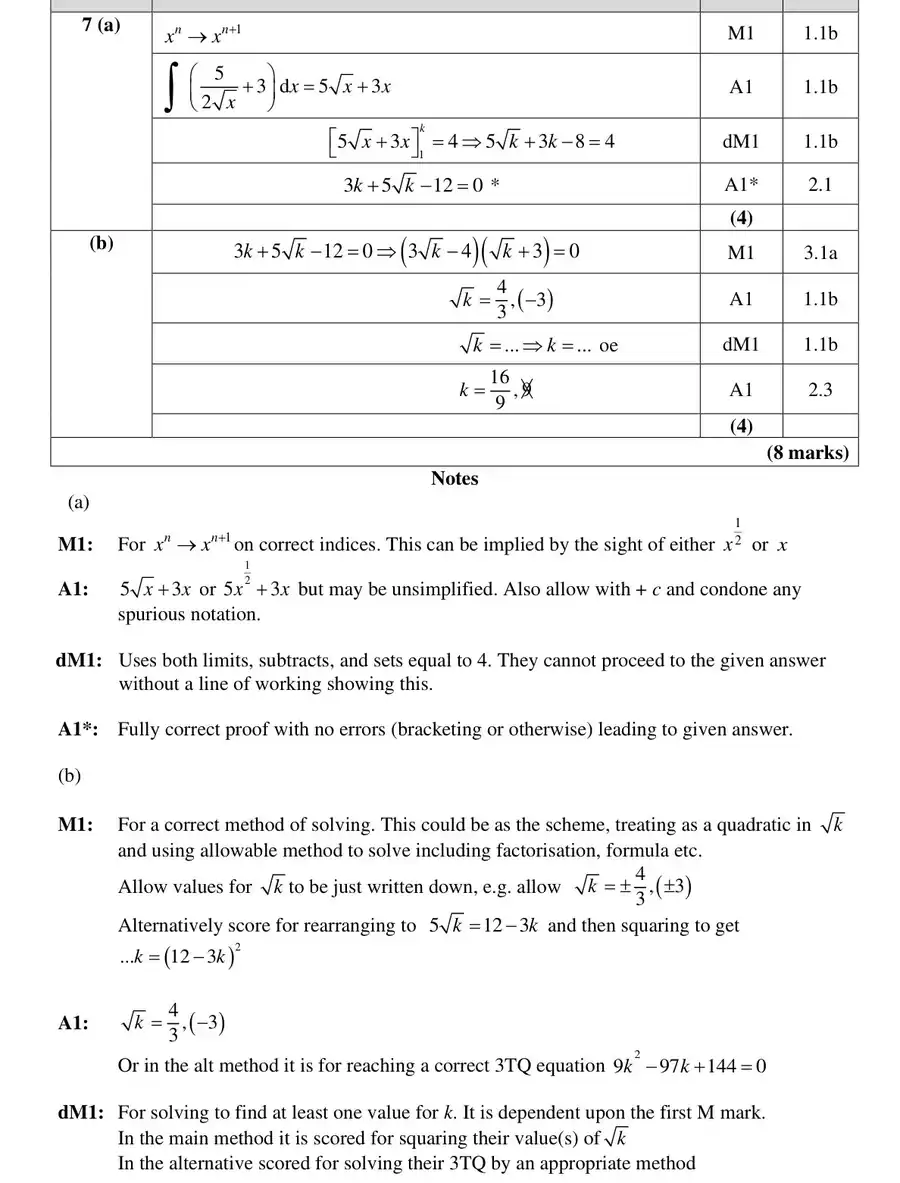 7 (a) xⁿ → xⁿ⁺¹ M1 1.1b
∫ (5/(2√x) + 3) dx = 5√x + 3x A1 1.1b
[5√x + 3x]₁ᵏ = 4 ⇒ 5√k + 3k − 8 = 4 dM1 1.1b
3k + 5√k − 12 = 0 * A1* 2.1
(4)
(b) 3k + 5√k − 12 = 0 ⇒ (3√k − 4)(√k + 3) = 0 M1 3.1a
√k = 4/3, (−3) A1 1.1b
√k = ... ⇒ k = ... oe dM1 1.1b
k = 16/9, 9 A1 2.3
(4)
(8 marks)
Notes
(a)
M1: For xⁿ → xⁿ⁺¹ on correct indices. This can be implied by the sight of either x^(1/2) or x
A1: 5√x + 3x or 5x^(1/2) + 3x but may be unsimplified. Also allow with + c and condone any
spurious notation.
dM1: Uses both limits, subtracts, and sets equal to 4. They cannot proceed to the given answer
without a line of working showing this.
A1*: Fully correct proof with no errors (bracketing or otherwise) leading to given answer.
(b)
M1: For a correct method of solving. This could be as the scheme, treating as a quadratic in √k
and using allowable method to solve including factorisation, formula etc.
Allow values for √k to be just written down, e.g. allow √k = ±4/3, (±3)
Alternatively score for rearranging to 5√k = 12 − 3k and then squaring to get
...k = (12 − 3k)²
A1: √k = 4/3, (−3)
Or in the alt method it is for reaching a correct 3TQ equation 9k² − 97k + 144 = 0
dM1: For solving to find at least one value for k. It is dependent upon the first M mark.
In the main method it is scored for squaring their value(s) of √k
In the alternative scored for solving their 3TQ by an appropriate method